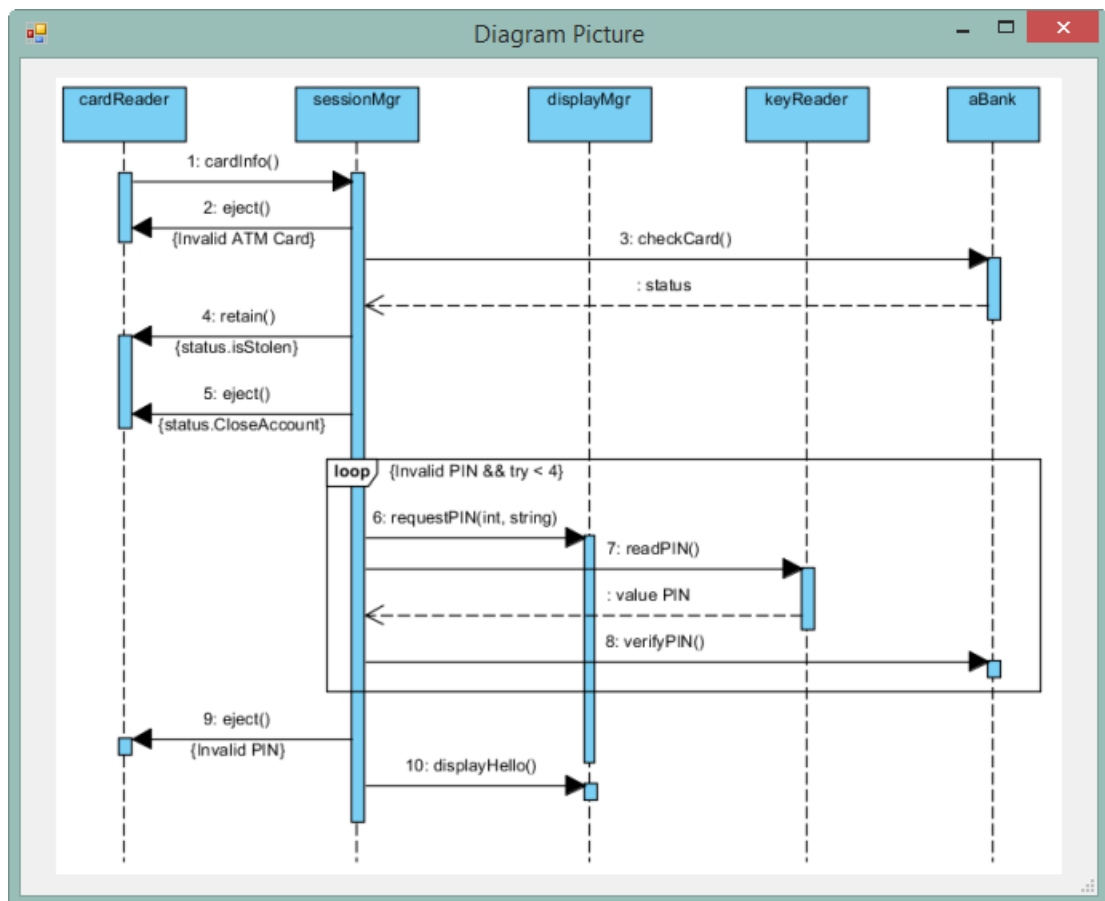 Diagram Picture
cardReader
sessionMgr
displayMgr
keyReader
aBank
1: cardInfo()
2: eject()
{Invalid ATM Card}
3: checkCard()
: status
4: retain()
{status.isStolen}
5: eject()
{status.CloseAccount}
loop
{Invalid PIN && try < 4}
6: requestPIN(int, string)
7: readPIN()
: value PIN
8: verifyPIN()
9: eject()
{Invalid PIN}
10: displayHello()